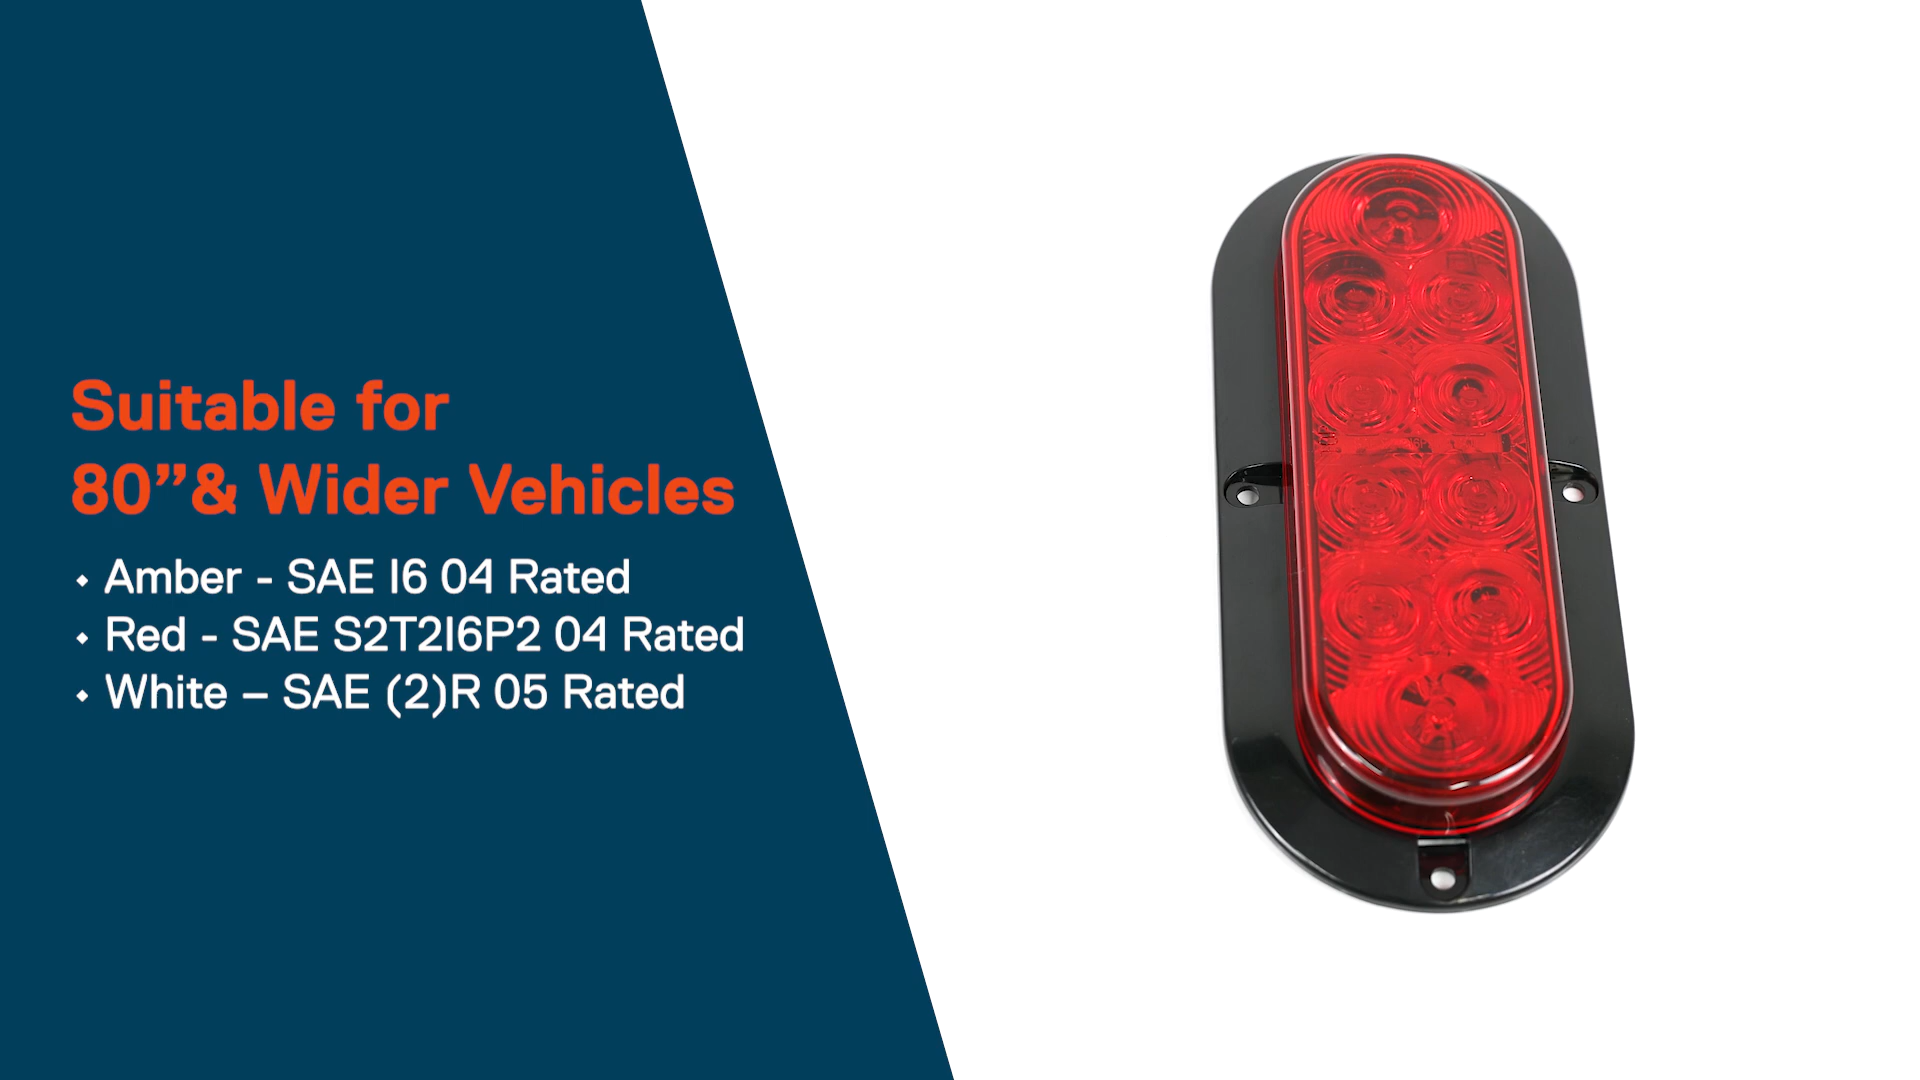 Suitable for
80”& Wider Vehicles
• Amber - SAE I6 04 Rated
• Red - SAE S2T2I6P2 04 Rated
• White – SAE (2)R 05 Rated